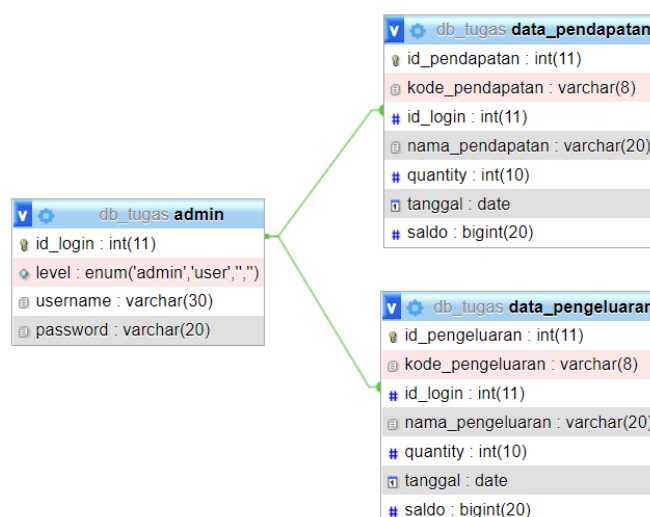 db_tugas data_pendapatan
id_pendapatan : int(11)
kode_pendapatan : varchar(8)
id_login : int(11)
nama_pendapatan : varchar(20)
quantity : int(10)
tanggal : date
saldo : bigint(20)
v db_tugas admin
id_login : int(11)
level : enum('admin','user','','')
username : varchar(30)
password : varchar(20)
v db_tugas data_pengeluaran
id_pengeluaran : int(11)
kode_pengeluaran : varchar(8)
id_login : int(11)
nama_pengeluaran : varchar(20)
quantity : int(10)
tanggal : date
saldo : bigint(20)